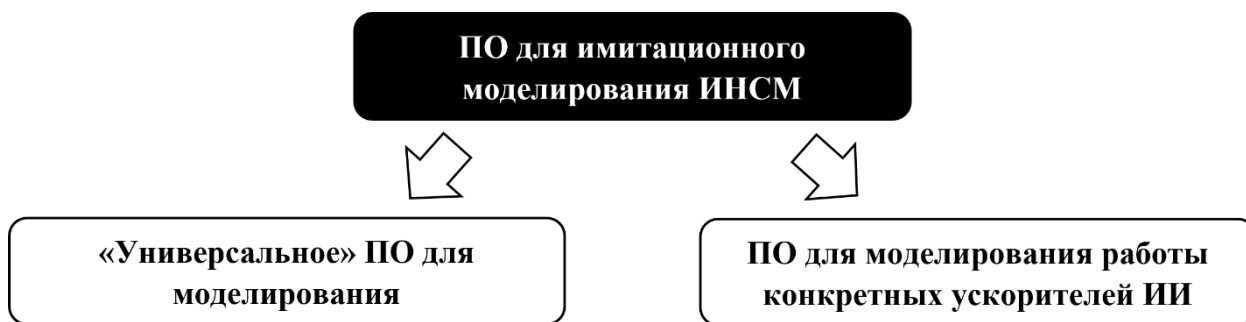 ПО для имитационного
моделирования ИНСМ
«Универсальное» ПО для
моделирования
ПО для моделирования работы
конкретных ускорителей ИИ